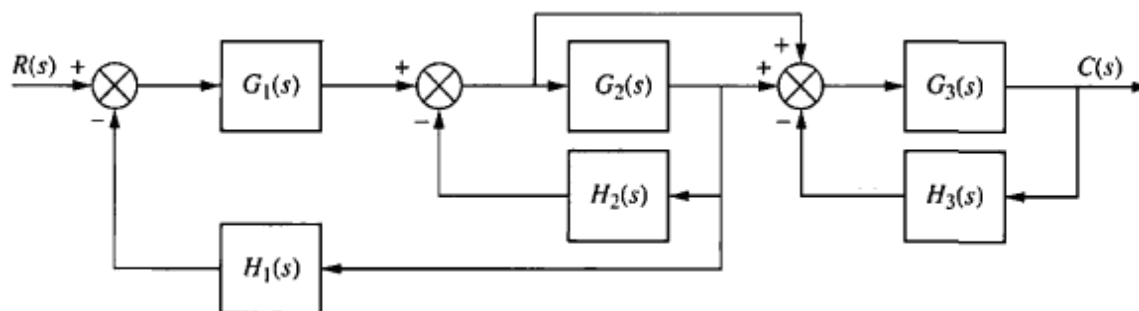 + +
R(s) + G₁(s) + G₂(s) + G₃(s) C(s)
− − −
H₂(s) H₃(s)
H₁(s)